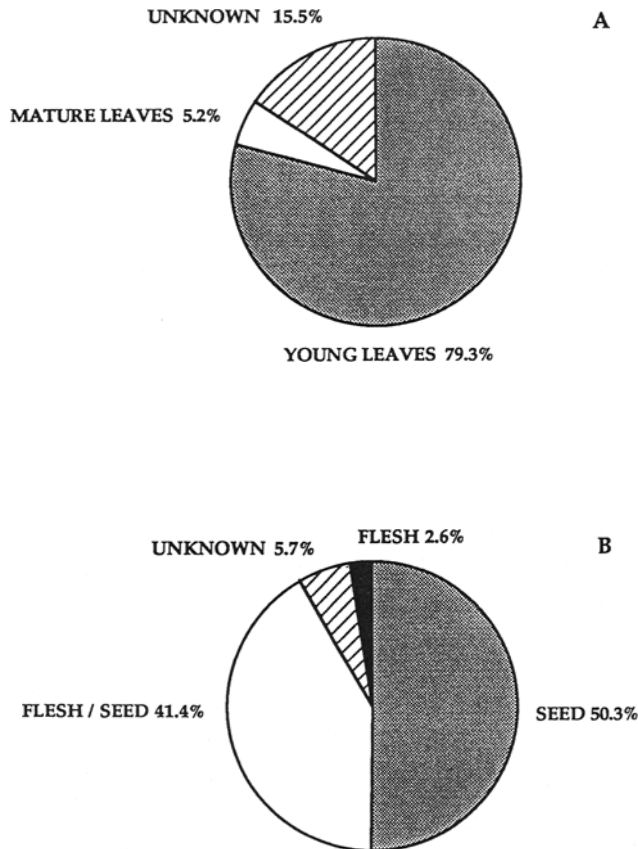 UNKNOWN 15.5%
A
MATURE LEAVES 5.2%
YOUNG LEAVES 79.3%
FLESH 2.6%
UNKNOWN 5.7%
B
FLESH / SEED 41.4%
SEED 50.3%